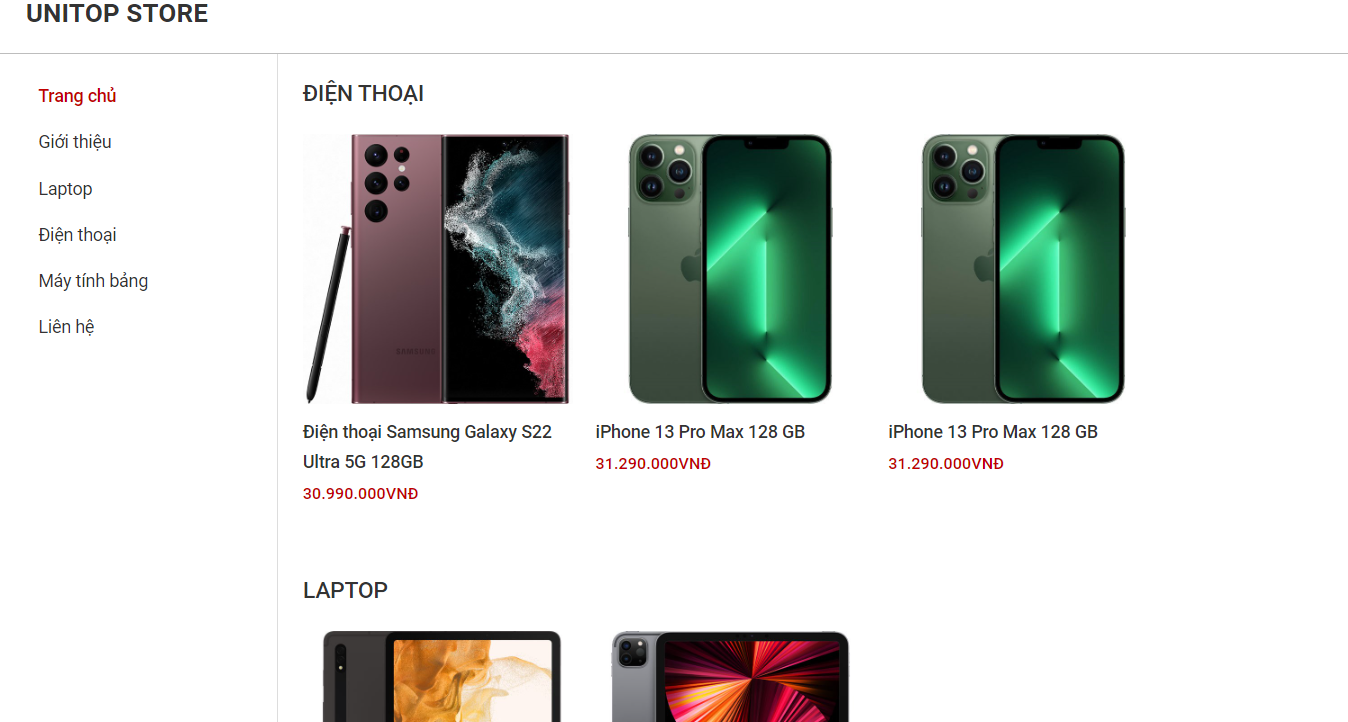 UNITOP STORE
Trang chủ
Giới thiệu
Laptop
Điện thoại
Máy tính bảng
Liên hệ
ĐIỆN THOẠI
SAMSUNG
Điện thoại Samsung Galaxy S22
Ultra 5G 128GB
30.990.000VNĐ
iPhone 13 Pro Max 128 GB
31.290.000VNĐ
iPhone 13 Pro Max 128 GB
31.290.000VNĐ
LAPTOP